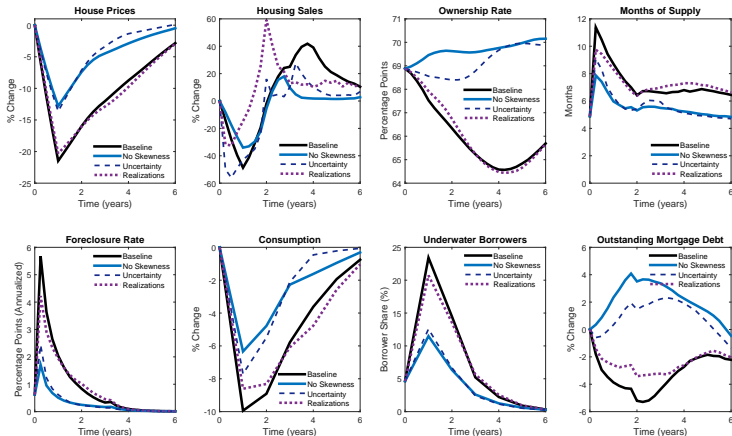 House Prices
% Change
0
-5
-10
-15
-20
-25
0 2 4 6
Time (years)
Baseline
No Skewness
Uncertainty
Realizations
Housing Sales
% Change
60
40
20
0
-20
-40
-60
0 2 4 6
Time (years)
Baseline
No Skewness
Uncertainty
Realizations
Ownership Rate
Percentage Points
71
70
69
68
67
66
65
64
0 2 4 6
Time (years)
Baseline
No Skewness
Uncertainty
Realizations
Months of Supply
Months
12
10
8
6
4
2
0
0 2 4 6
Time (years)
Baseline
No Skewness
Uncertainty
Realizations
Foreclosure Rate
Percentage Points (Annualized)
6
5
4
3
2
1
0
0 2 4 6
Time (years)
Baseline
No Skewness
Uncertainty
Realizations
Consumption
% Change
0
-2
-4
-6
-8
-10
0 2 4 6
Time (years)
Baseline
No Skewness
Uncertainty
Realizations
Underwater Borrowers
Borrower Share (%)
25
20
15
10
5
0
0 2 4 6
Time (years)
Baseline
No Skewness
Uncertainty
Realizations
Outstanding Mortgage Debt
% Change
6
4
2
0
-2
-4
-6
0 2 4 6
Time (years)
Baseline
No Skewness
Uncertainty
Realizations